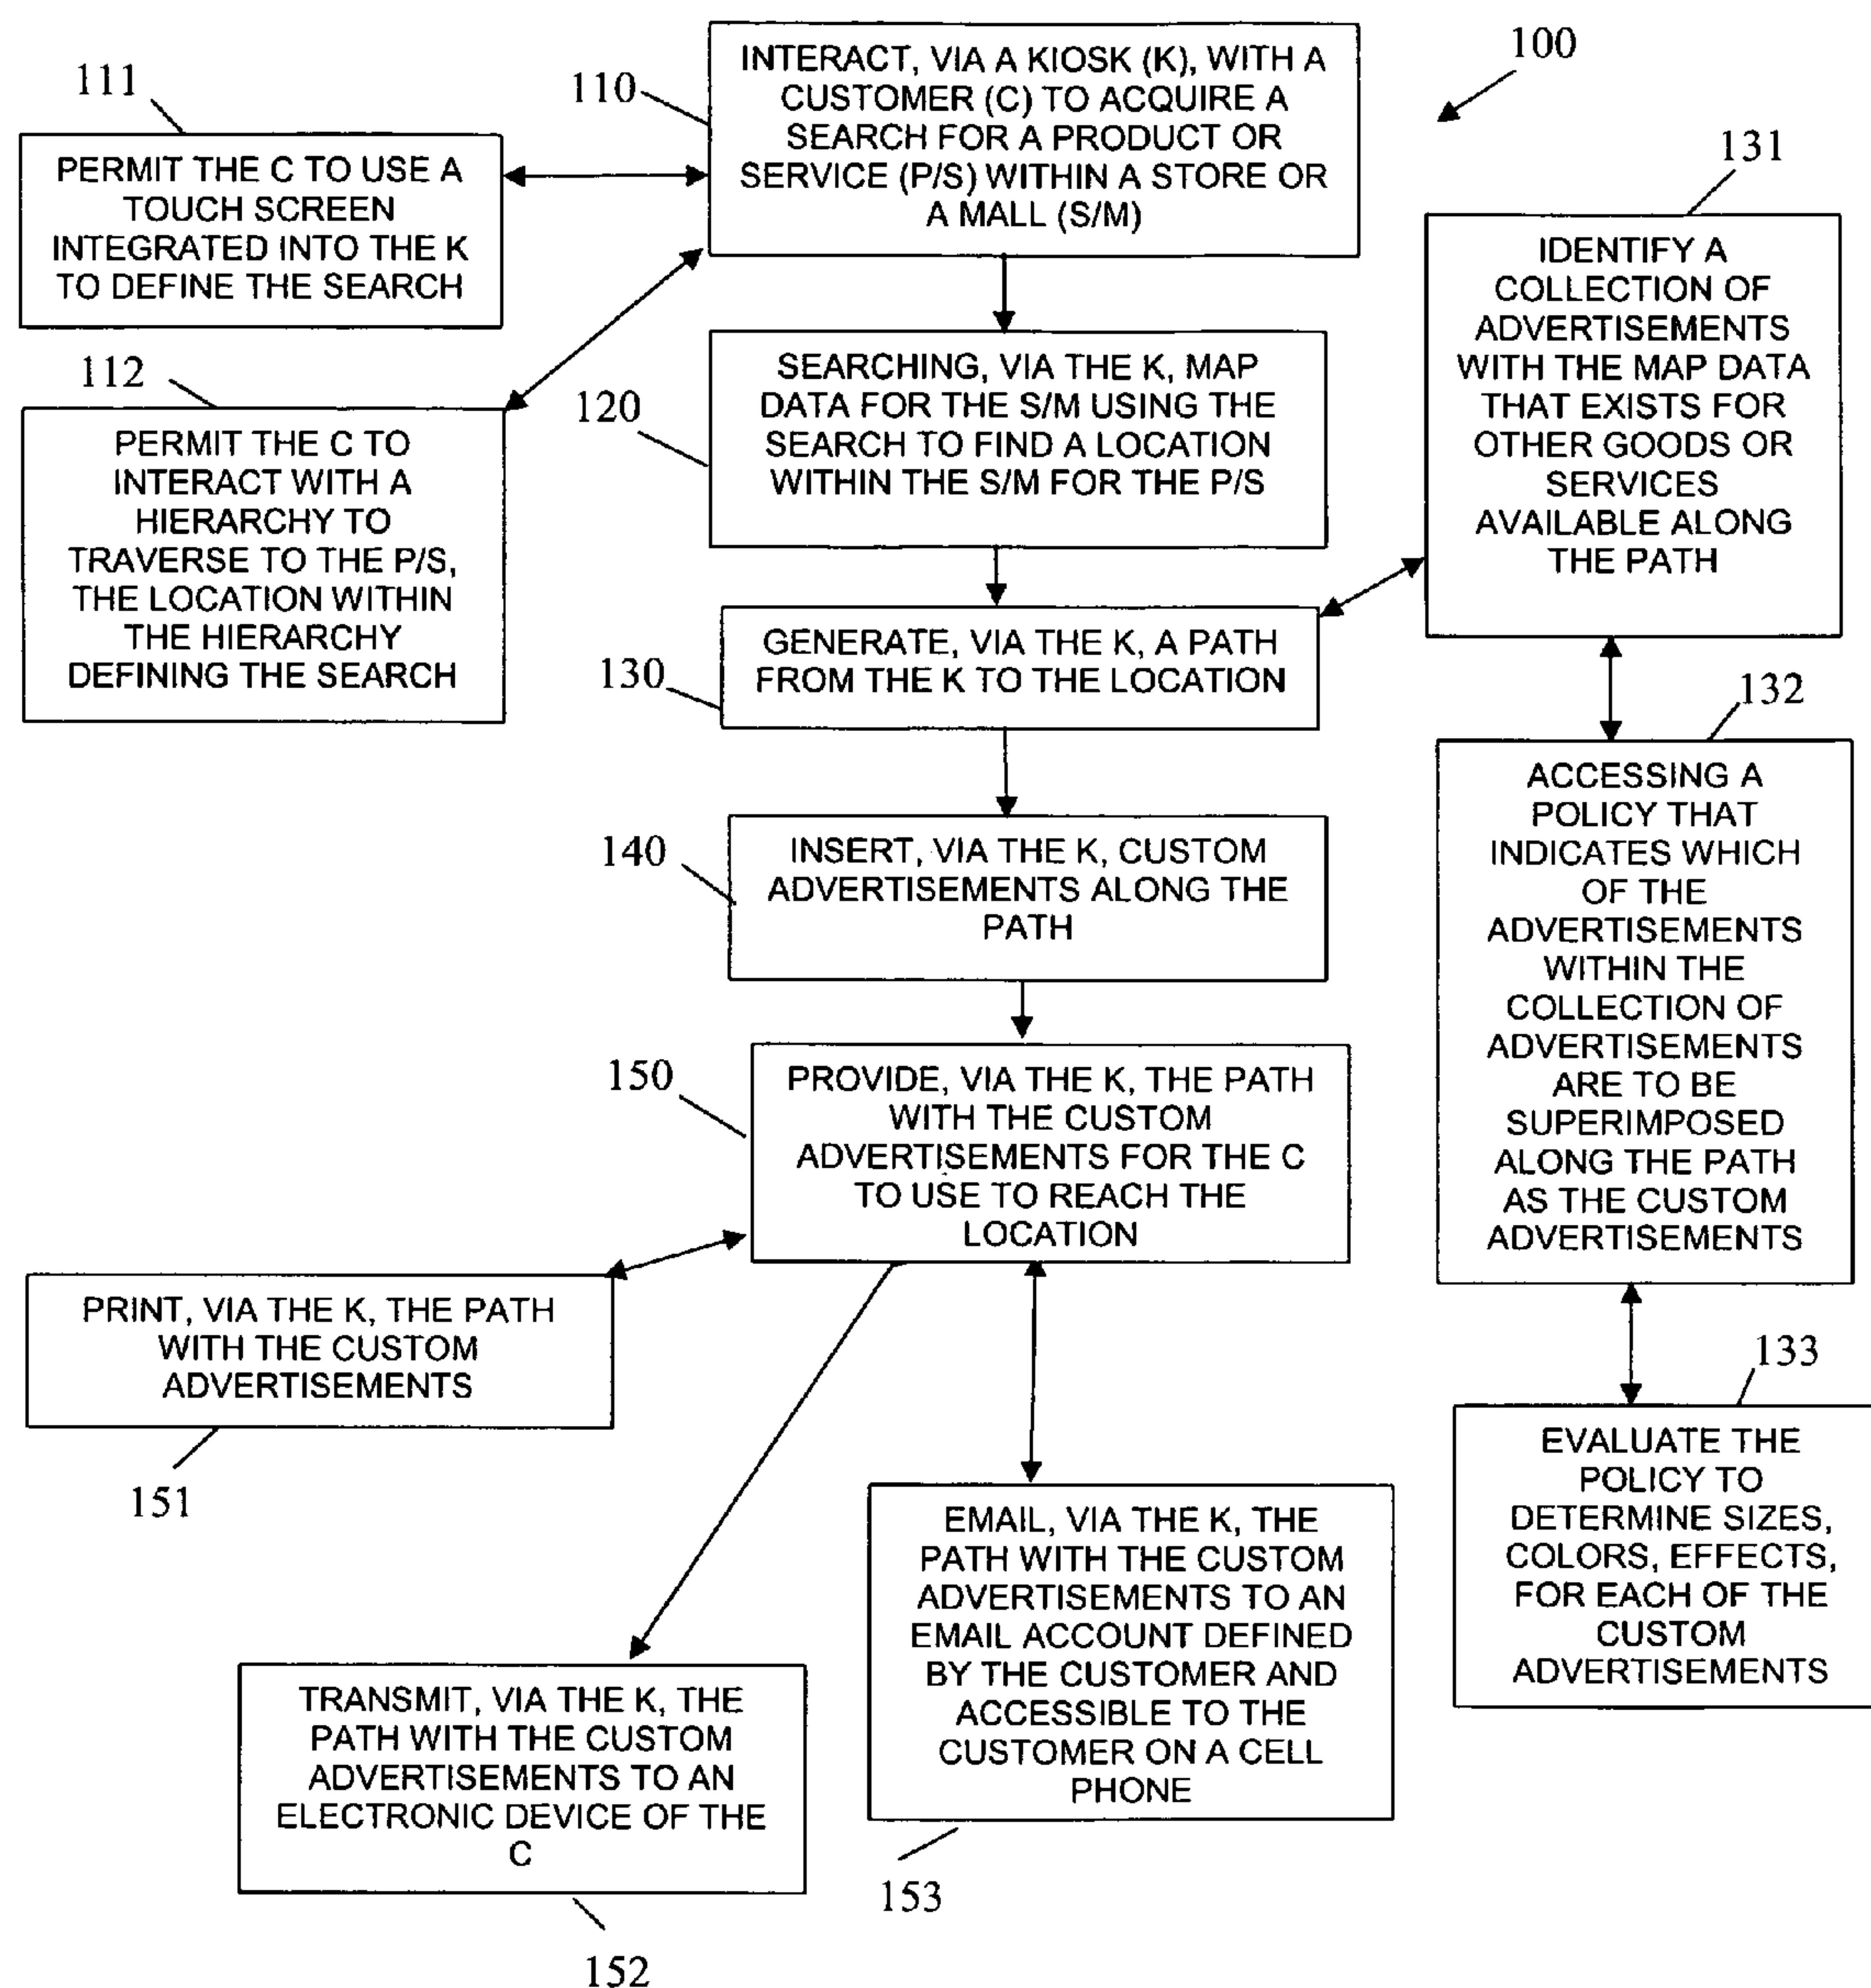 100
110
INTERACT, VIA A KIOSK (K), WITH A
CUSTOMER (C) TO ACQUIRE A
SEARCH FOR A PRODUCT OR
SERVICE (P/S) WITHIN A STORE OR
A MALL (S/M)
111
PERMIT THE C TO USE A
TOUCH SCREEN
INTEGRATED INTO THE K
TO DEFINE THE SEARCH
112
PERMIT THE C TO
INTERACT WITH A
HIERARCHY TO
TRAVERSE TO THE P/S,
THE LOCATION WITHIN
THE HIERARCHY
DEFINING THE SEARCH
120
SEARCHING, VIA THE K, MAP
DATA FOR THE S/M USING THE
SEARCH TO FIND A LOCATION
WITHIN THE S/M FOR THE P/S
130
GENERATE, VIA THE K, A PATH
FROM THE K TO THE LOCATION
131
IDENTIFY A
COLLECTION OF
ADVERTISEMENTS
WITH THE MAP DATA
THAT EXISTS FOR
OTHER GOODS OR
SERVICES
AVAILABLE ALONG
THE PATH
132
ACCESSING A
POLICY THAT
INDICATES WHICH
OF THE
ADVERTISEMENTS
WITHIN THE
COLLECTION OF
ADVERTISEMENTS
ARE TO BE
SUPERIMPOSED
ALONG THE PATH
AS THE CUSTOM
ADVERTISEMENTS
133
EVALUATE THE
POLICY TO
DETERMINE SIZES,
COLORS, EFFECTS,
FOR EACH OF THE
CUSTOM
ADVERTISEMENTS
140
INSERT, VIA THE K, CUSTOM
ADVERTISEMENTS ALONG THE
PATH
150
PROVIDE, VIA THE K, THE PATH
WITH THE CUSTOM
ADVERTISEMENTS FOR THE C
TO USE TO REACH THE
LOCATION
PRINT, VIA THE K, THE PATH
WITH THE CUSTOM
ADVERTISEMENTS
151
TRANSMIT, VIA THE K, THE
PATH WITH THE CUSTOM
ADVERTISEMENTS TO AN
ELECTRONIC DEVICE OF THE
C
152
EMAIL, VIA THE K, THE
PATH WITH THE CUSTOM
ADVERTISEMENTS TO AN
EMAIL ACCOUNT DEFINED
BY THE CUSTOMER AND
ACCESSIBLE TO THE
CUSTOMER ON A CELL
PHONE
153